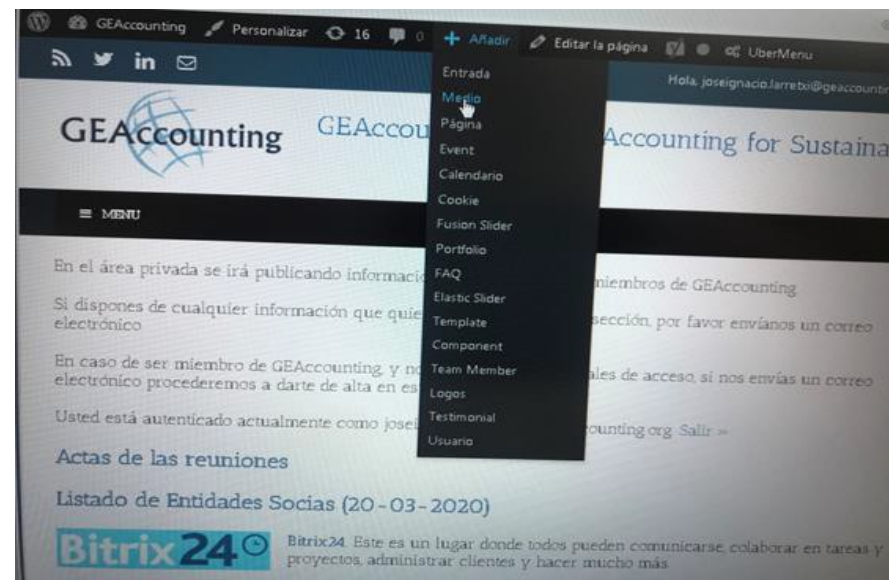 GEAccounting Personalizar 16 0 Añadir Editar la página UberMenu
Hola, joseignacio.larretxi@geaccountin
GEAccounting
GEAccou Accounting for Sustaina
Entrada
Medio
Página
Event
Calendario
Cookie
Fusion Slider
Portfolio
FAQ
Elastic Slider
Template
Component
Team Member
Logos
Testimonial
Usuario
MENU
En el área privada se irá publicando informació miembros de GEAccounting
Si dispones de cualquier información que quie sección, por favor envíanos un correo
electrónico
En caso de ser miembro de GEAccounting, y no ales de acceso, si nos envías un correo
electrónico procederemos a darte de alta en es
Usted está autenticado actualmente como josei ounting.org. Salir »
Actas de las reuniones
Listado de Entidades Socias (20-03-2020)
Bitrix24
Bitrix24. Este es un lugar donde todos pueden comunicarse, colaborar en tareas y
proyectos, administrar clientes y hacer mucho más.